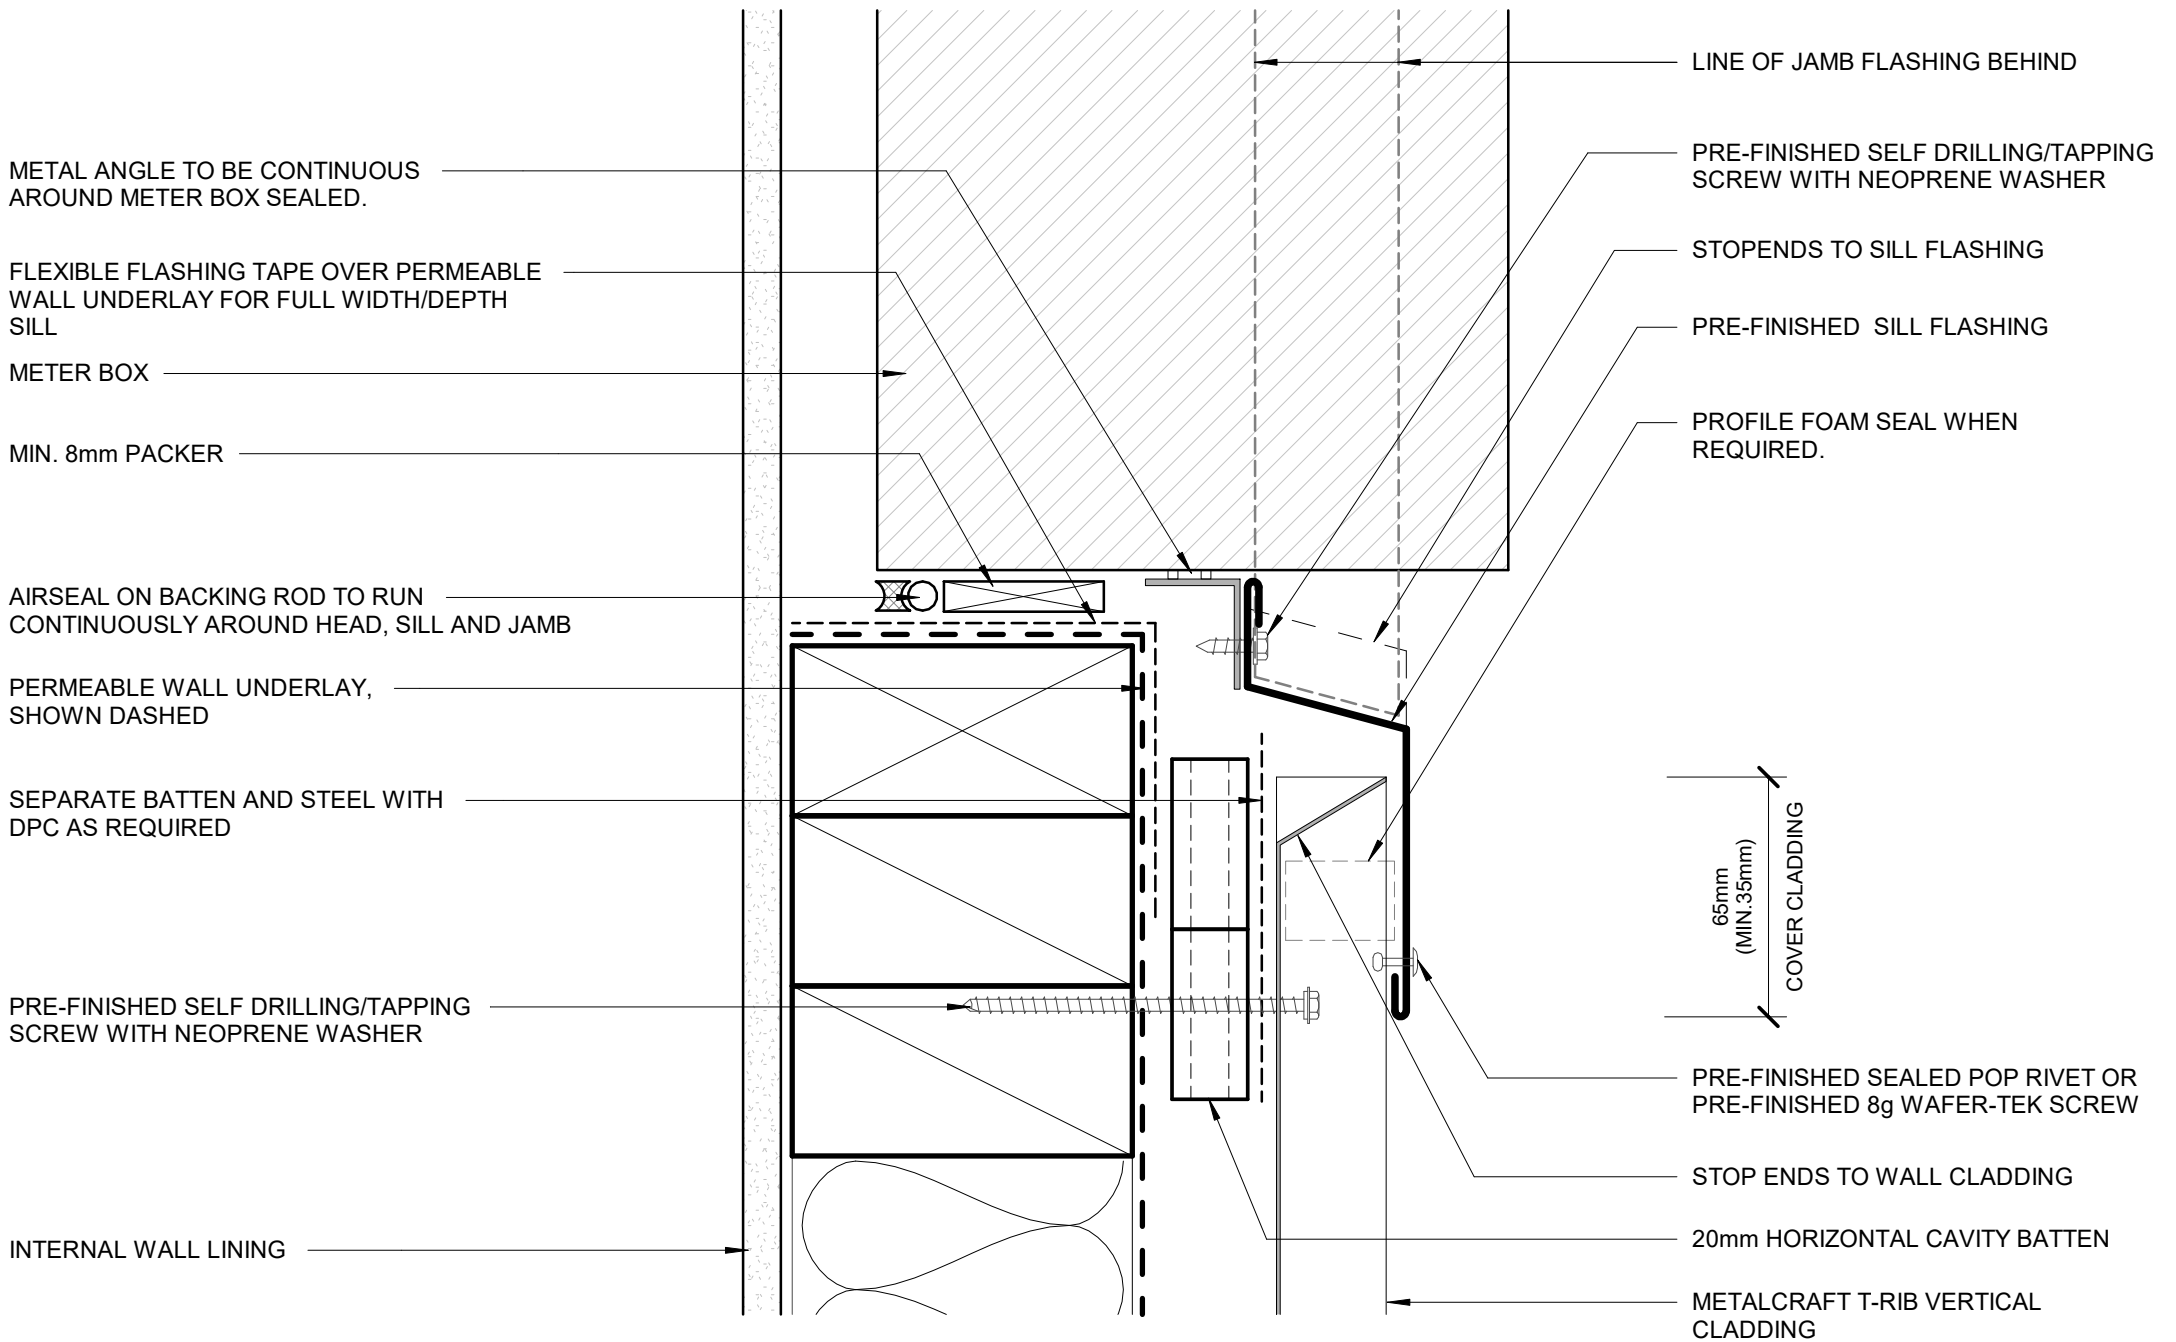 METAL ANGLE TO BE CONTINUOUS
AROUND METER BOX SEALED.
FLEXIBLE FLASHING TAPE OVER PERMEABLE
WALL UNDERLAY FOR FULL WIDTH/DEPTH
SILL
METER BOX
MIN. 8mm PACKER
AIRSEAL ON BACKING ROD TO RUN
CONTINUOUSLY AROUND HEAD, SILL AND JAMB
PERMEABLE WALL UNDERLAY,
SHOWN DASHED
SEPARATE BATTEN AND STEEL WITH
DPC AS REQUIRED
PRE-FINISHED SELF DRILLING/TAPPING
SCREW WITH NEOPRENE WASHER
INTERNAL WALL LINING
LINE OF JAMB FLASHING BEHIND
PRE-FINISHED SELF DRILLING/TAPPING
SCREW WITH NEOPRENE WASHER
STOPENDS TO SILL FLASHING
PRE-FINISHED  SILL FLASHING
PROFILE FOAM SEAL WHEN
REQUIRED.
65mm
(MIN.35mm)
COVER CLADDING
PRE-FINISHED SEALED POP RIVET OR
PRE-FINISHED 8g WAFER-TEK SCREW
STOP ENDS TO WALL CLADDING
20mm HORIZONTAL CAVITY BATTEN
METALCRAFT T-RIB VERTICAL
CLADDING